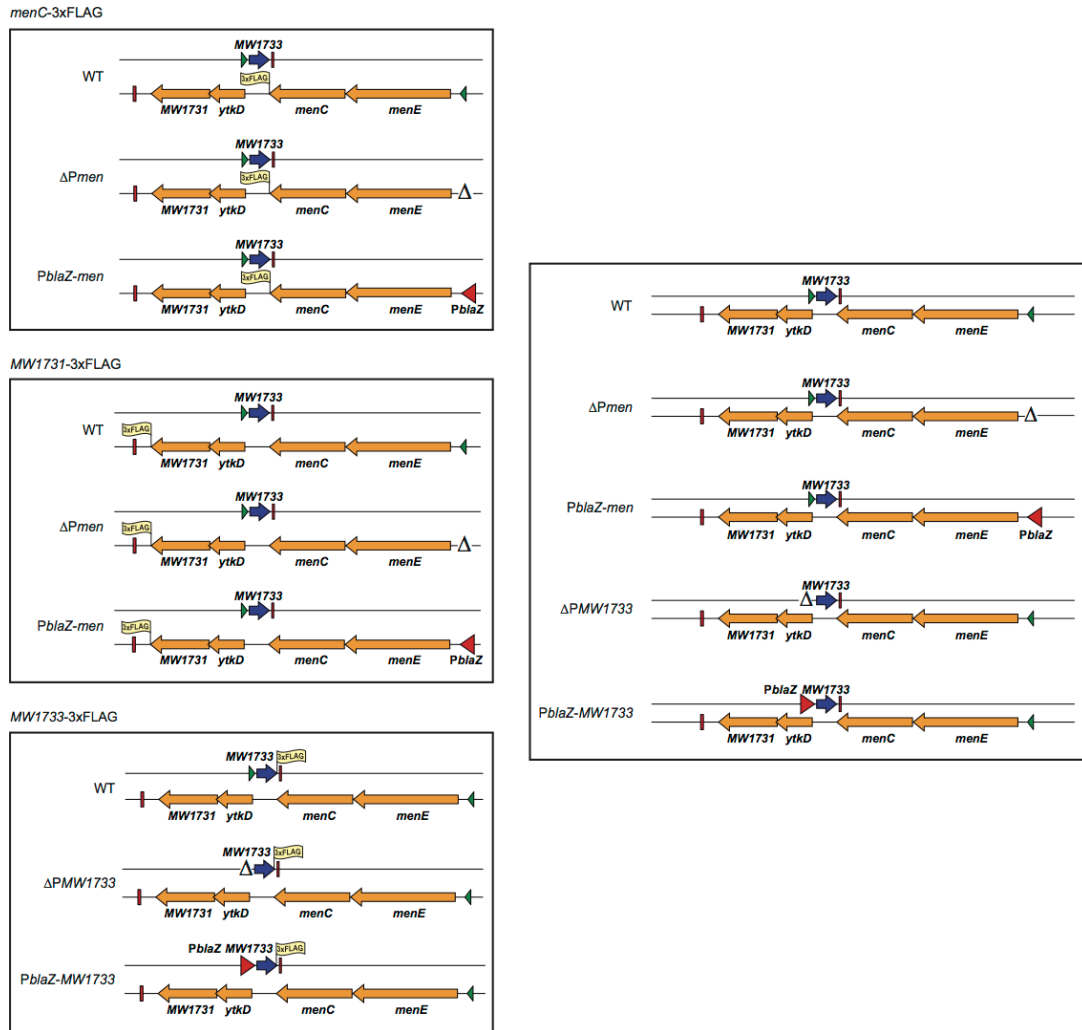 menC-3xFLAG
MW1733
WT
3xFLAG
MW1731 ytkD menC menE
MW1733
ΔPmen
3xFLAG
Δ
MW1731 ytkD menC menE
MW1733
PblaZ-men
3xFLAG
MW1731 ytkD menC menE PblaZ
MW1731-3xFLAG
MW1733
WT
3xFLAG
MW1731 ytkD menC menE
MW1733
ΔPmen
3xFLAG
Δ
MW1731 ytkD menC menE
MW1733
PblaZ-men
3xFLAG
MW1731 ytkD menC menE PblaZ
MW1733-3xFLAG
MW1733 3xFLAG
WT
MW1731 ytkD menC menE
MW1733 3xFLAG
Δ
ΔPMW1733
MW1731 ytkD menC menE
PblaZ MW1733 3xFLAG
PblaZ-MW1733
MW1731 ytkD menC menE
MW1733
WT
MW1731 ytkD menC menE
MW1733
ΔPmen
Δ
MW1731 ytkD menC menE
MW1733
PblaZ-men
MW1731 ytkD menC menE PblaZ
MW1733
Δ
ΔPMW1733
MW1731 ytkD menC menE
PblaZ MW1733
PblaZ-MW1733
MW1731 ytkD menC menE